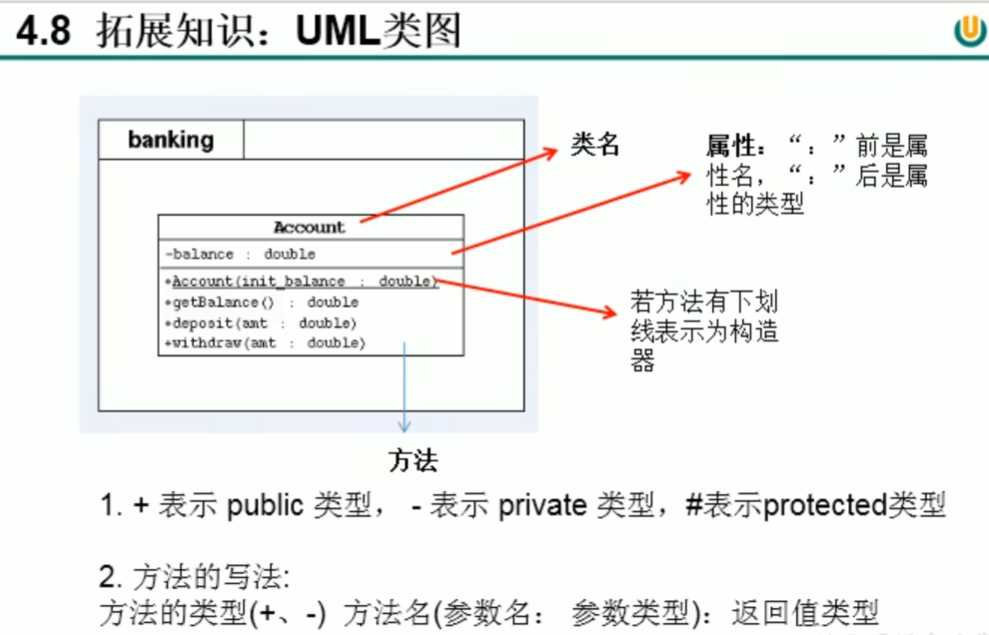 4.8 拓展知识：UML类图
banking
类名
属性：“：”前是属
性名，“：”后是属
性的类型
Account
-balance : double
+Account(init_balance : double)
+getBalance() : double
+deposit(amt : double)
+withdraw(amt : double)
若方法有下划
线表示为构造
器
方法
1. + 表示 public 类型， - 表示 private 类型，#表示protected类型
2. 方法的写法:
方法的类型(+、-) 方法名(参数名： 参数类型)：返回值类型